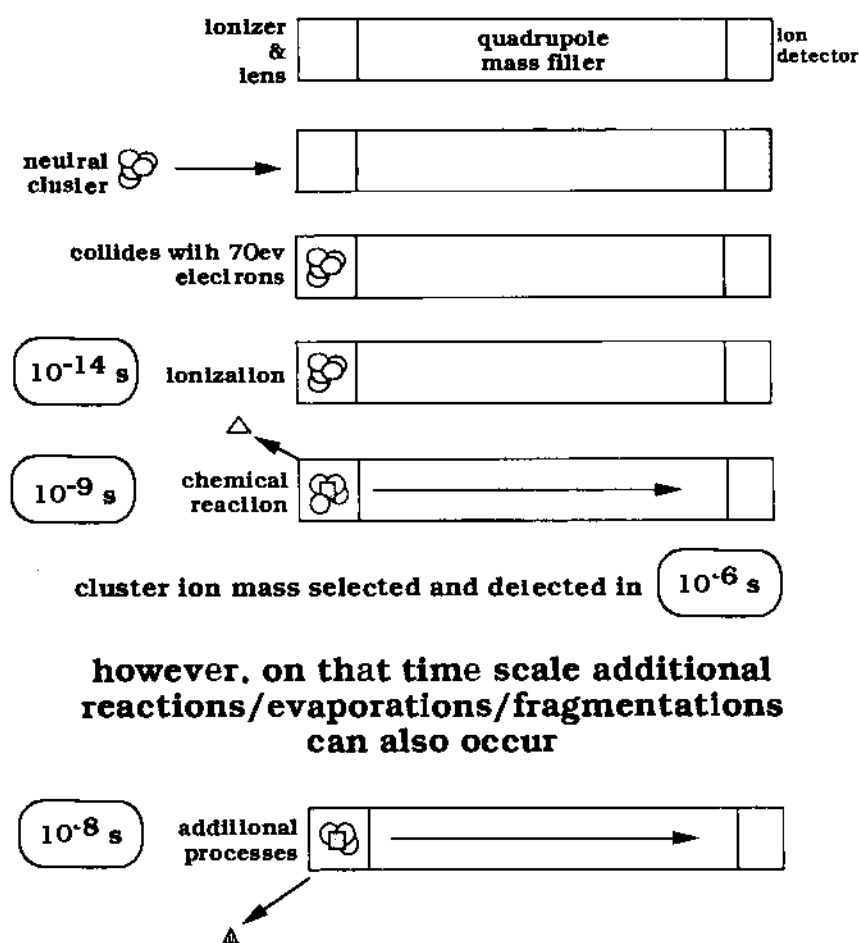 ionizer
&
lens
quadrupole
mass filler
ion
detector
neutral
cluster
collides with 70ev
electrons
10-14 s
ionization
10-9 s
chemical
reaction
cluster ion mass selected and detected in 10-6 s
however. on that time scale additional
reactions/evaporations/fragmentations
can also occur
10-8 s
additional
processes